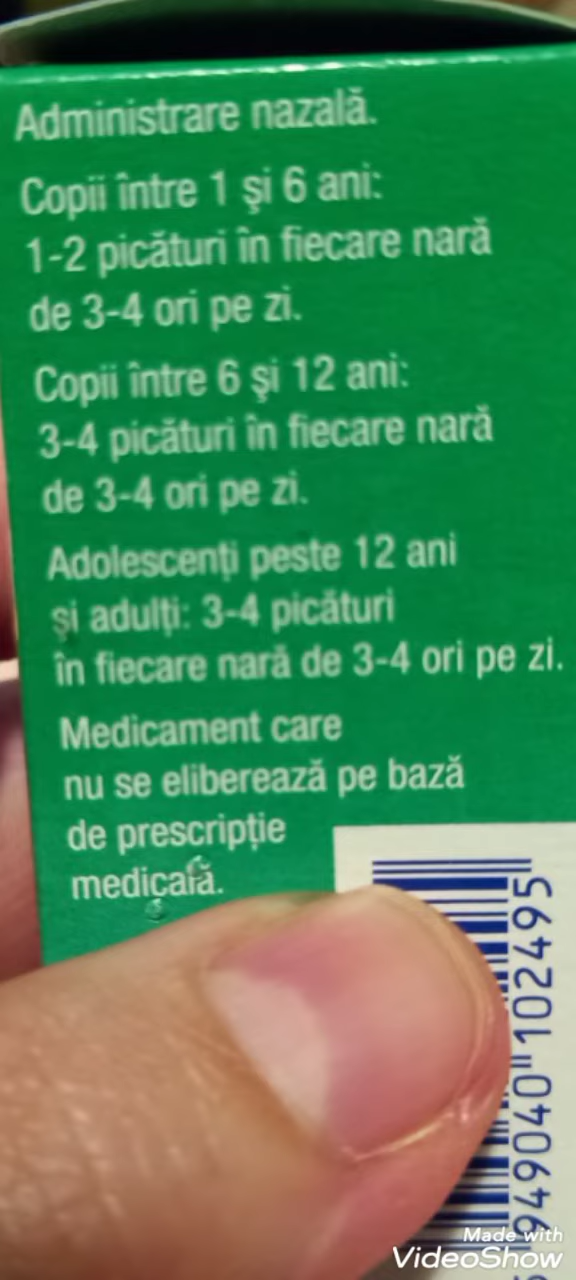 Administrare nazală.
Copii între 1 şi 6 ani:
1-2 picături în fiecare nară
de 3-4 ori pe zi.
Copii între 6 şi 12 ani:
3-4 picături în fiecare nară
de 3-4 ori pe zi.
Adolescenţi peste 12 ani
şi adulţi: 3-4 picături
în fiecare nară de 3-4 ori pe zi.
Medicament care
nu se eliberează pe bază
de prescripţie
medicală.
949040 102495
Made with
VideoShow